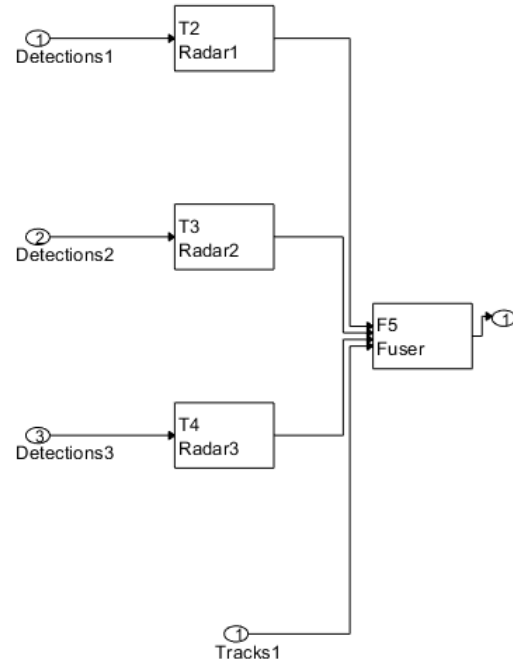 T2
Radar1
1
Detections1
T3
Radar2
2
Detections2
F5
Fuser
1
T4
Radar3
3
Detections3
1
Tracks1